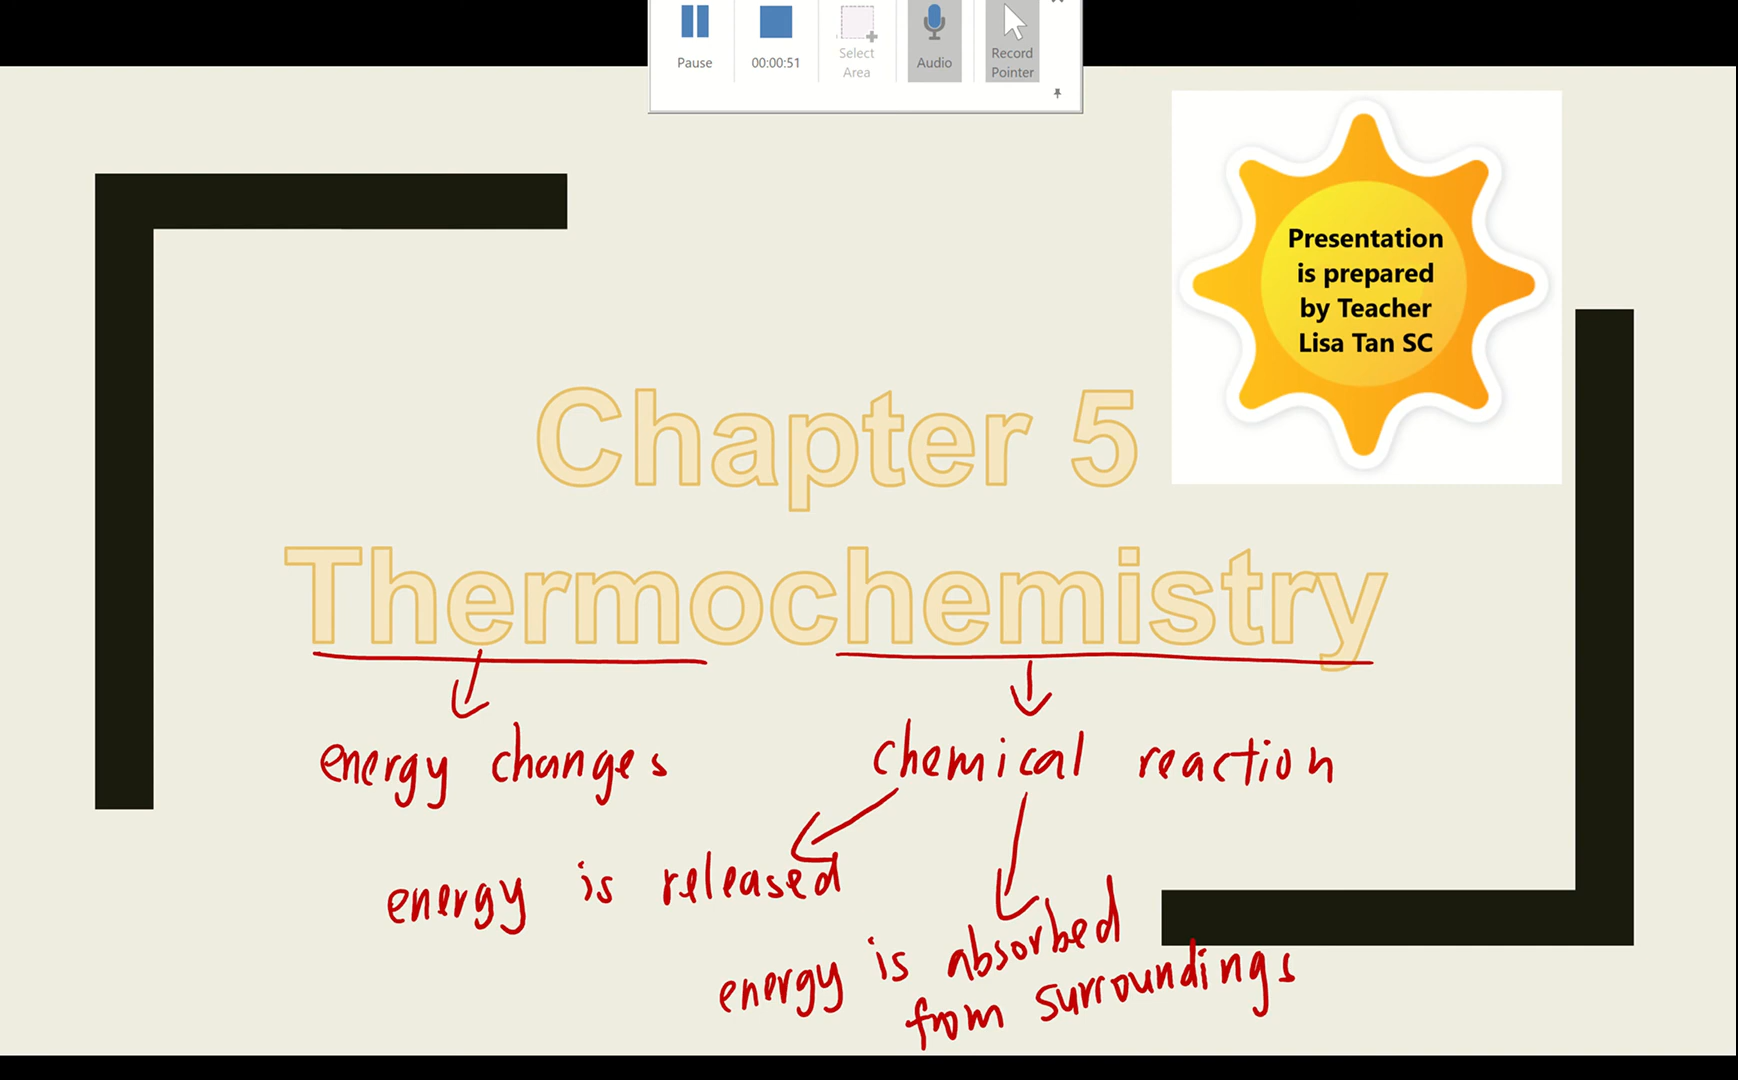 Pause
00:00:51
Select
Area
Audio
Record
Pointer
Presentation
is prepared
by Teacher
Lisa Tan SC
Chapter 5
Thermochemistry
energy changes
chemical reaction
energy is released
energy is absorbed
from surroundings